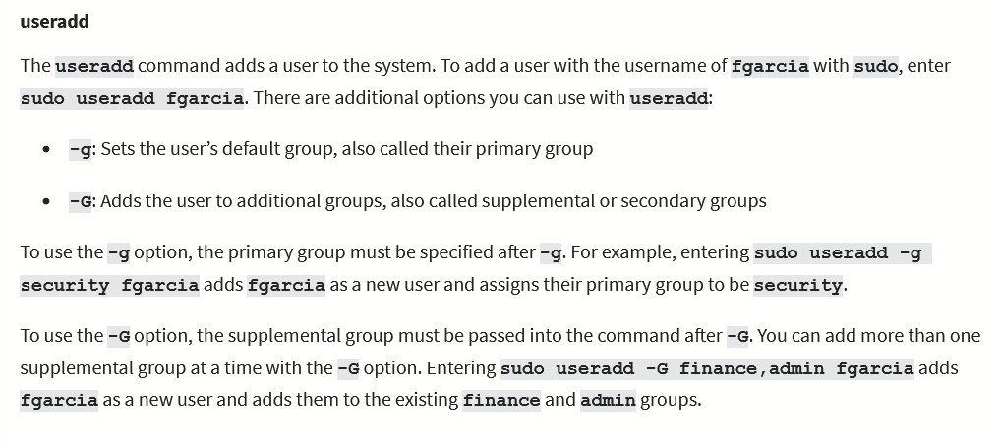 useradd
The useradd command adds a user to the system. To add a user with the username of fgarcia with sudo, enter
sudo useradd fgarcia. There are additional options you can use with useradd:
• -g: Sets the user’s default group, also called their primary group
• -G: Adds the user to additional groups, also called supplemental or secondary groups
To use the -g option, the primary group must be specified after -g. For example, entering sudo useradd -g
security fgarcia adds fgarcia as a new user and assigns their primary group to be security.
To use the -G option, the supplemental group must be passed into the command after -G. You can add more than one
supplemental group at a time with the -G option. Entering sudo useradd -G finance,admin fgarcia adds
fgarcia as a new user and adds them to the existing finance and admin groups.